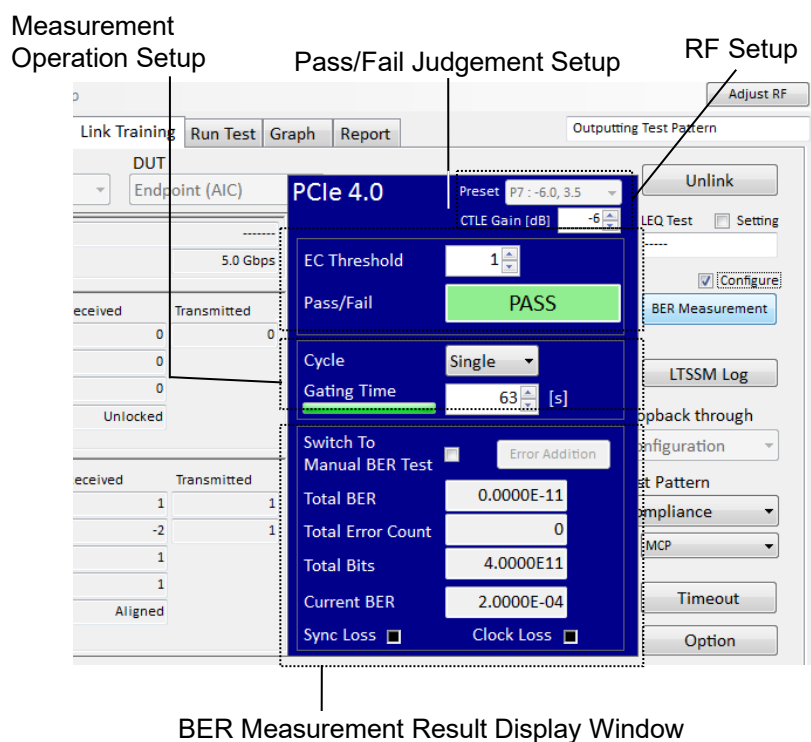 Measurement
Operation Setup
Pass/Fail Judgement Setup
RF Setup
Adjust RF
Link Training
Run Test
Graph
Report
Outputting Test Pattern
DUT
Endpoint (AIC)
-------
5.0 Gbps
Received
Transmitted
0
0
0
0
Unlocked
Received
Transmitted
1
1
-2
1
1
1
Aligned
PCIe 4.0
Preset P7 : -6.0, 3.5
CTLE Gain [dB] -6
EC Threshold 1
Pass/Fail PASS
Cycle Single
Gating Time 63 [s]
Switch To
Manual BER Test
Error Addition
Total BER 0.0000E-11
Total Error Count 0
Total Bits 4.0000E11
Current BER 2.0000E-04
Sync Loss Clock Loss
Unlink
LEQ Test Setting
-----
Configure
BER Measurement
LTSSM Log
opback through
nfiguration
st Pattern
mpliance
MCP
Timeout
Option
BER Measurement Result Display Window